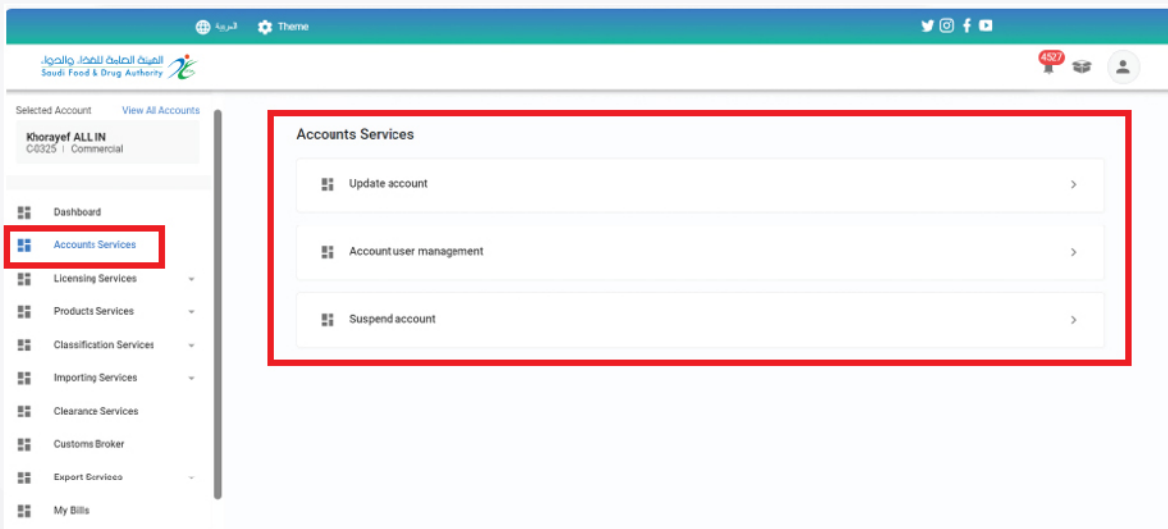 العربية
Theme
الهيئة العامة للغذاء والدواء
Saudi Food & Drug Authority
4527
Selected Account View All Accounts
Khorayef ALL IN
C-0325 | Commercial
Dashboard
Accounts Services
Licensing Services
Products Services
Classification Services
Importing Services
Clearance Services
Customs Broker
Export Services
My Bills
Accounts Services
Update account
Account user management
Suspend account